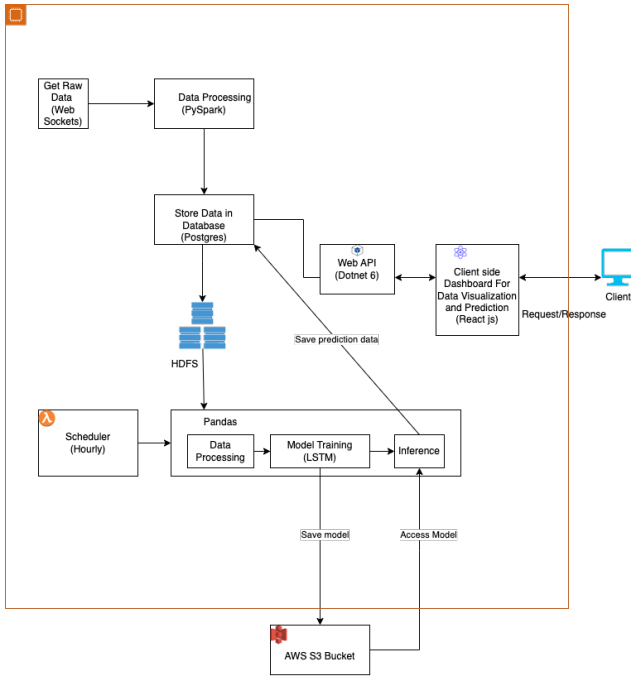 Get Raw
Data
(Web
Sockets)
Data Processing
(PySpark)
Store Data in
Database
(Postgres)
Web API
(Dotnet 6)
Client side
Dashboard For
Data Visualization
and Prediction
(React js)
Client
Request/Response
Save prediction data
HDFS
Scheduler
(Hourly)
Pandas
Data
Processing
Model Training
(LSTM)
Inference
Save model
Access Model
AWS S3 Bucket